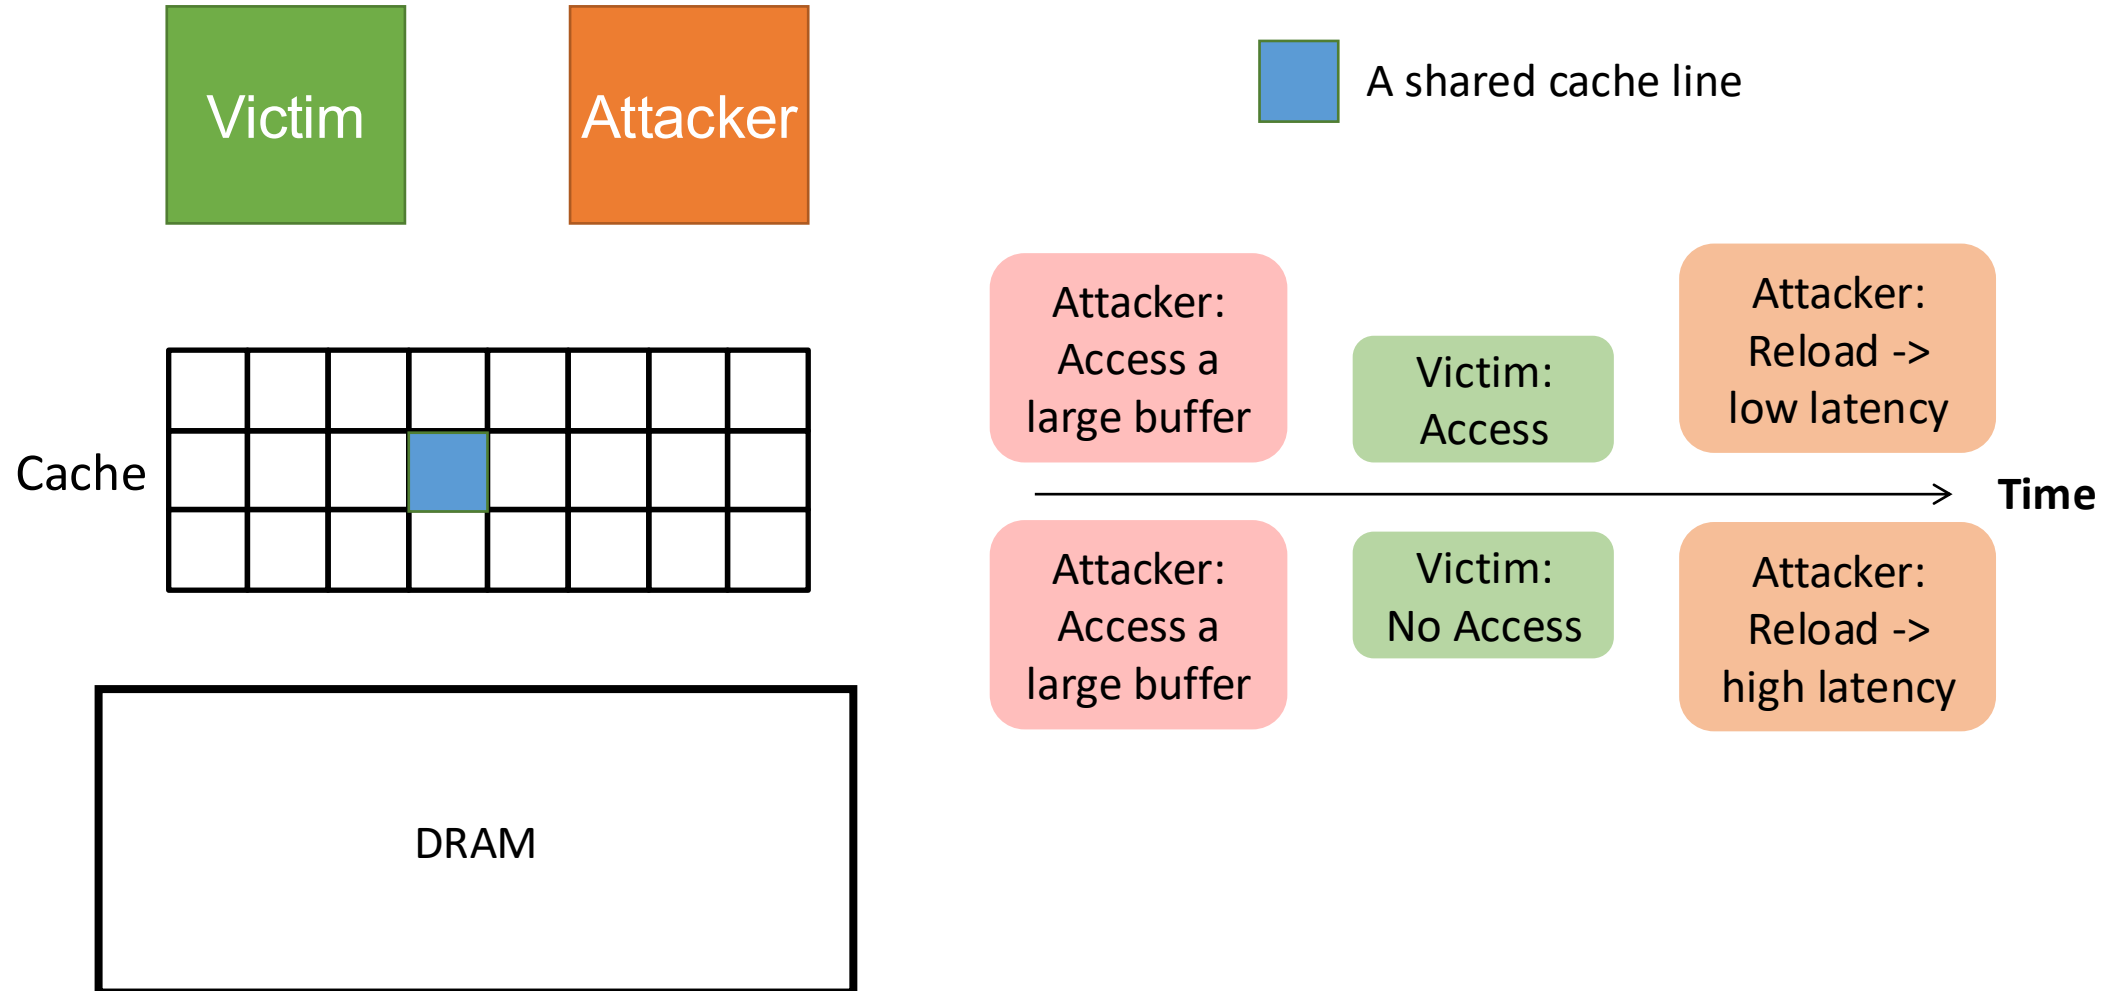 Victim
Attacker
A shared cache line
Cache
DRAM
Attacker:
Access a
large buffer
Victim:
Access
Attacker:
Reload ->
low latency
Time
Attacker:
Access a
large buffer
Victim:
No Access
Attacker:
Reload ->
high latency